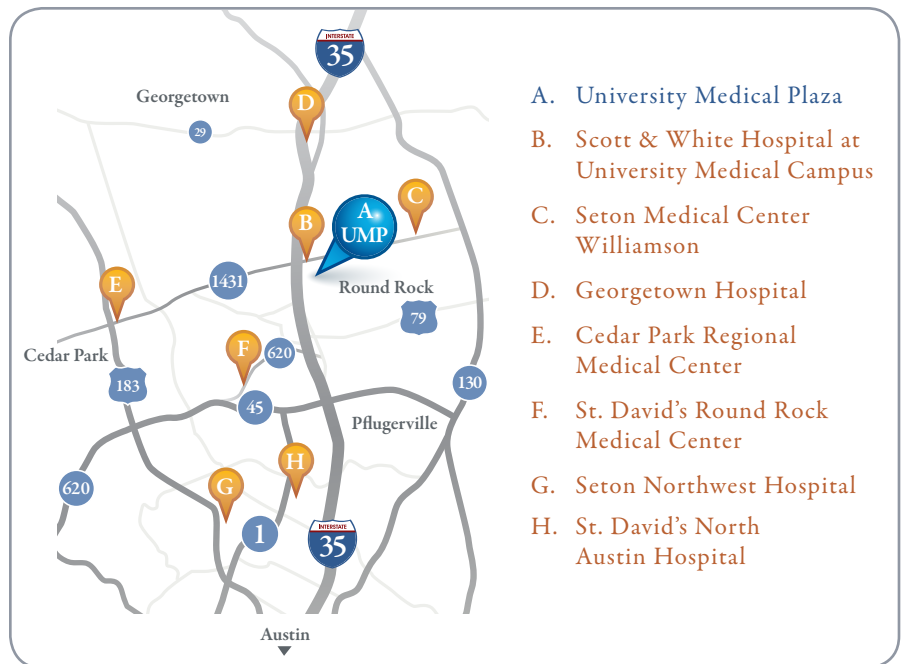 INTERSTATE
35
Georgetown
D
29
C
B
A
UMP
1431
E
Round Rock
79
F
620
Cedar Park
183
130
45
Pflugerville
H
G
620
1
INTERSTATE
35
Austin
A. University Medical Plaza
B. Scott & White Hospital at
University Medical Campus
C. Seton Medical Center
Williamson
D. Georgetown Hospital
E. Cedar Park Regional
Medical Center
F. St. David’s Round Rock
Medical Center
G. Seton Northwest Hospital
H. St. David’s North
Austin Hospital